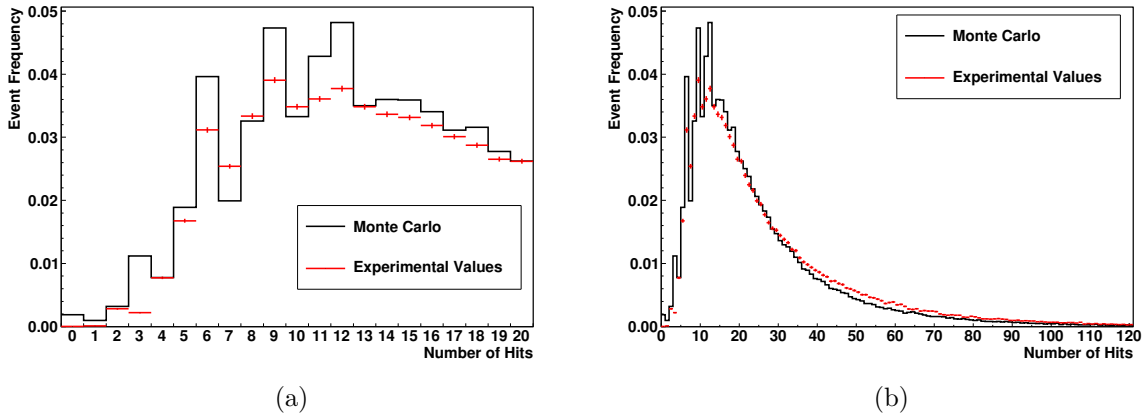 Event Frequency
0.05
0.04
0.03
0.02
0.01
0.00
Monte Carlo
Experimental Values
0 1 2 3 4 5 6 7 8 9 10 11 12 13 14 15 16 17 18 19 20
Number of Hits
(a)
Event Frequency
0.05
0.04
0.03
0.02
0.01
0.00
Monte Carlo
Experimental Values
0 10 20 30 40 50 60 70 80 90 100 110 120
Number of Hits
(b)